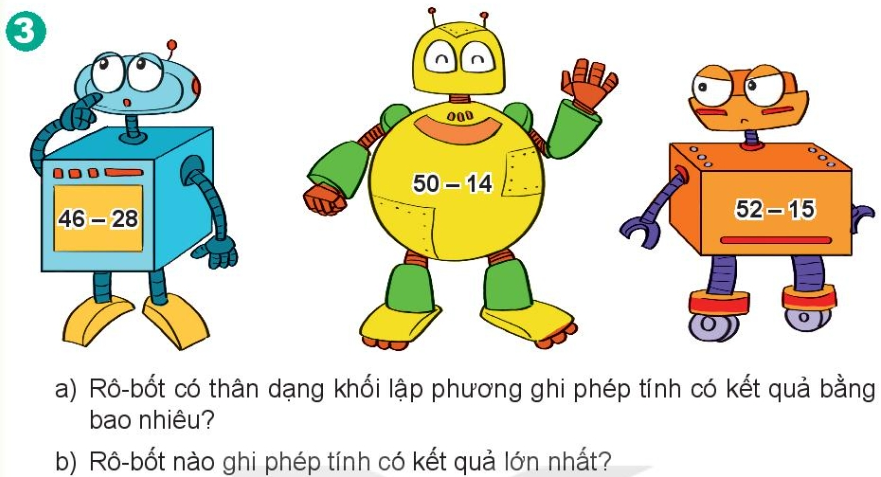 3
46 – 28
50 – 14
52 – 15
a) Rô-bốt có thân dạng khối lập phương ghi phép tính có kết quả bằng
bao nhiêu?
b) Rô-bốt nào ghi phép tính có kết quả lớn nhất?